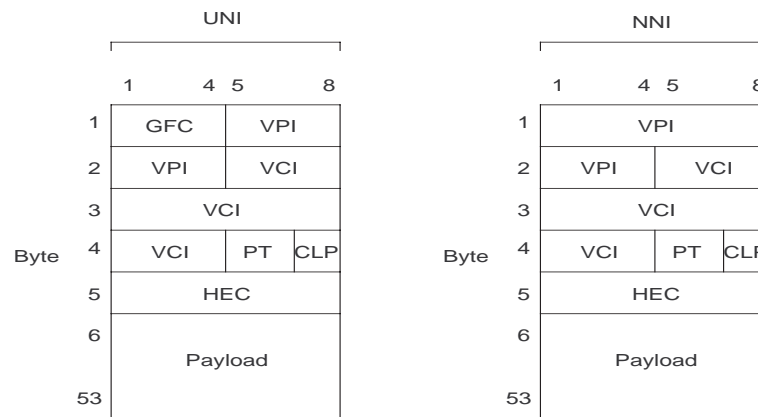 UNI
1 4 5 8
1 GFC VPI
2 VPI VCI
3 VCI
Byte 4 VCI PT CLP
5 HEC
6
Payload
53
NNI
1 4 5 8
1 VPI
2 VPI VCI
3 VCI
Byte 4 VCI PT CLP
5 HEC
6
Payload
53